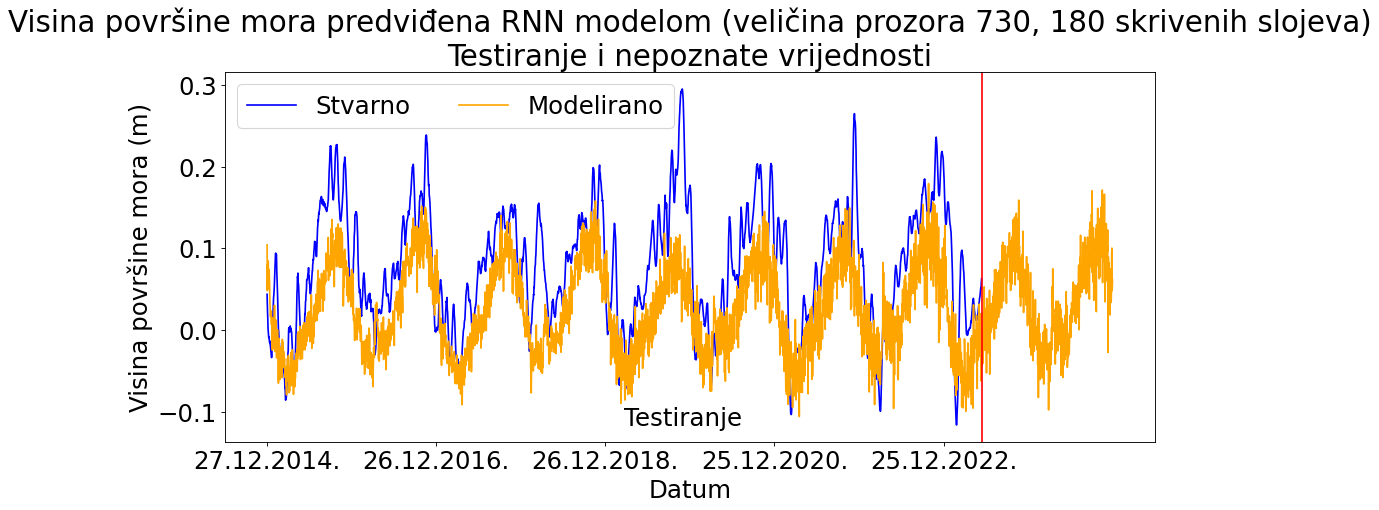 Visina površine mora predviđena RNN modelom (veličina prozora 730, 180 skrivenih slojeva)
Testiranje i nepoznate vrijednosti
Stvarno
Modelirano
Visina površine mora (m)
0.3
0.2
0.1
0.0
−0.1
Testiranje
27.12.2014.
26.12.2016.
26.12.2018.
25.12.2020.
25.12.2022.
Datum